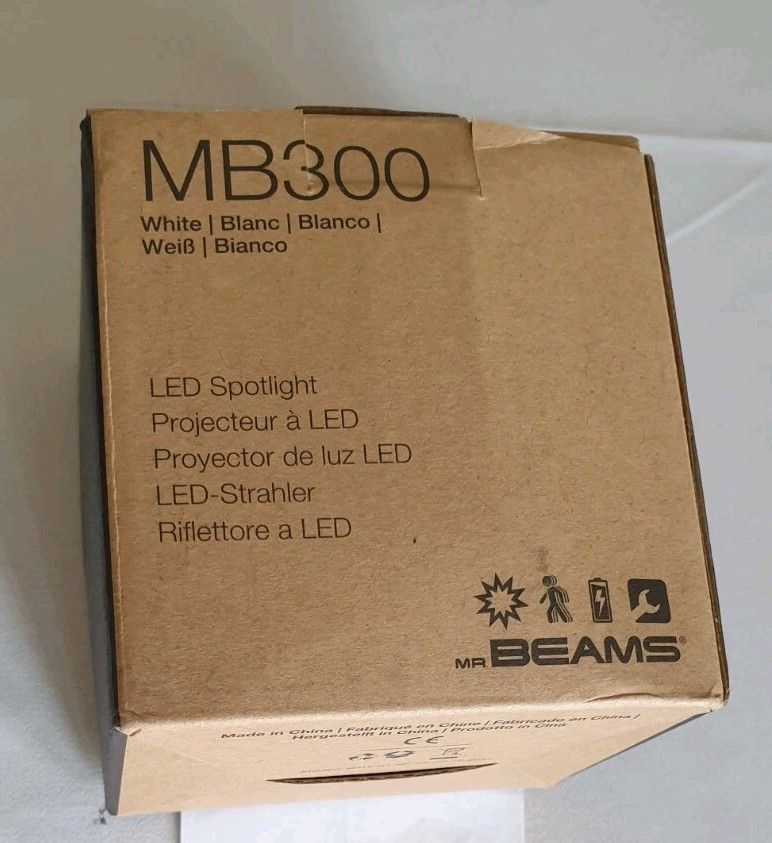 MB300
White | Blanc | Blanco |
Weiß | Bianco
LED Spotlight
Projecteur à LED
Proyector de luz LED
LED-Strahler
Riflettore a LED
MR BEAMS®
Made in China | Fabriqué en Chine | Fabricado en China |
Hergestellt in China | Prodotto in Cina
CE